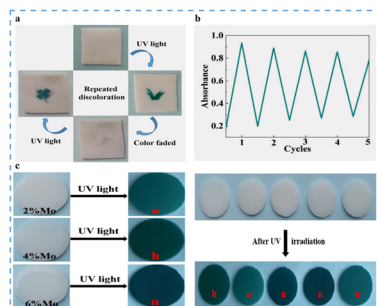 a
UV light
Repeated
discoloration
UV light
Color faded
b
Absorbance
1.0
0.8
0.6
0.4
0.2
1
2
3
4
5
Cycles
c
2%Mo
UV light
4%Mo
UV light
h
6%Mo
UV light
n
After UV
irradiation
h
u
n
n